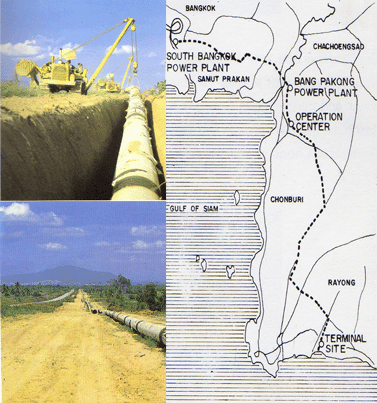 BANGKOK
SOUTH BANGKOK
POWER PLANT
SAMUT PRAKAN
CHACHOENGSAO
BANG PAKONG
POWER PLANT
OPERATION
CENTER
CHONBURI
GULF OF SIAM
RAYONG
TERMINAL
SITE